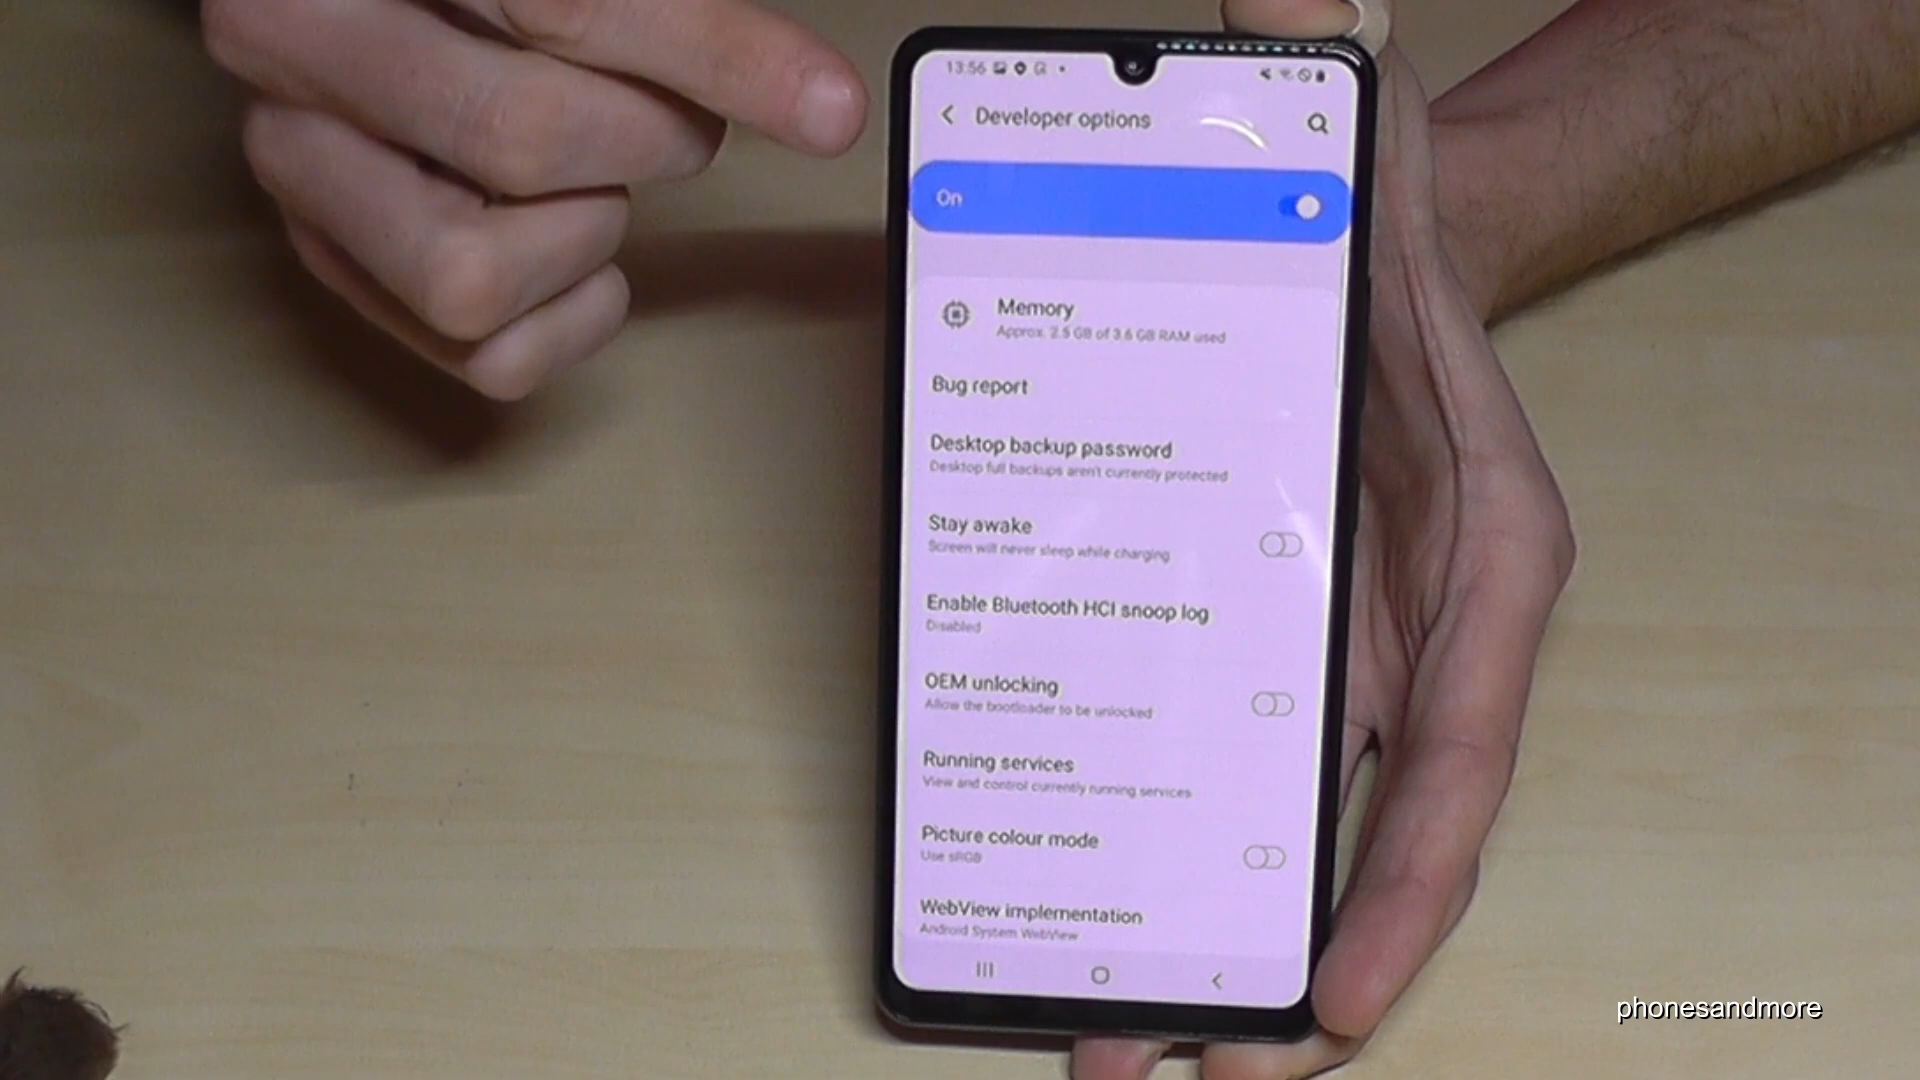 13:56
Developer options
On
Memory
Approx. 2.5 GB of 3.6 GB RAM used
Bug report
Desktop backup password
Desktop full backups aren't currently protected
Stay awake
Screen will never sleep while charging
Enable Bluetooth HCI snoop log
Disabled
OEM unlocking
Allow the bootloader to be unlocked
Running services
View and control currently running services
Picture colour mode
Use sRGB
WebView implementation
Android System WebView
phonesandmore